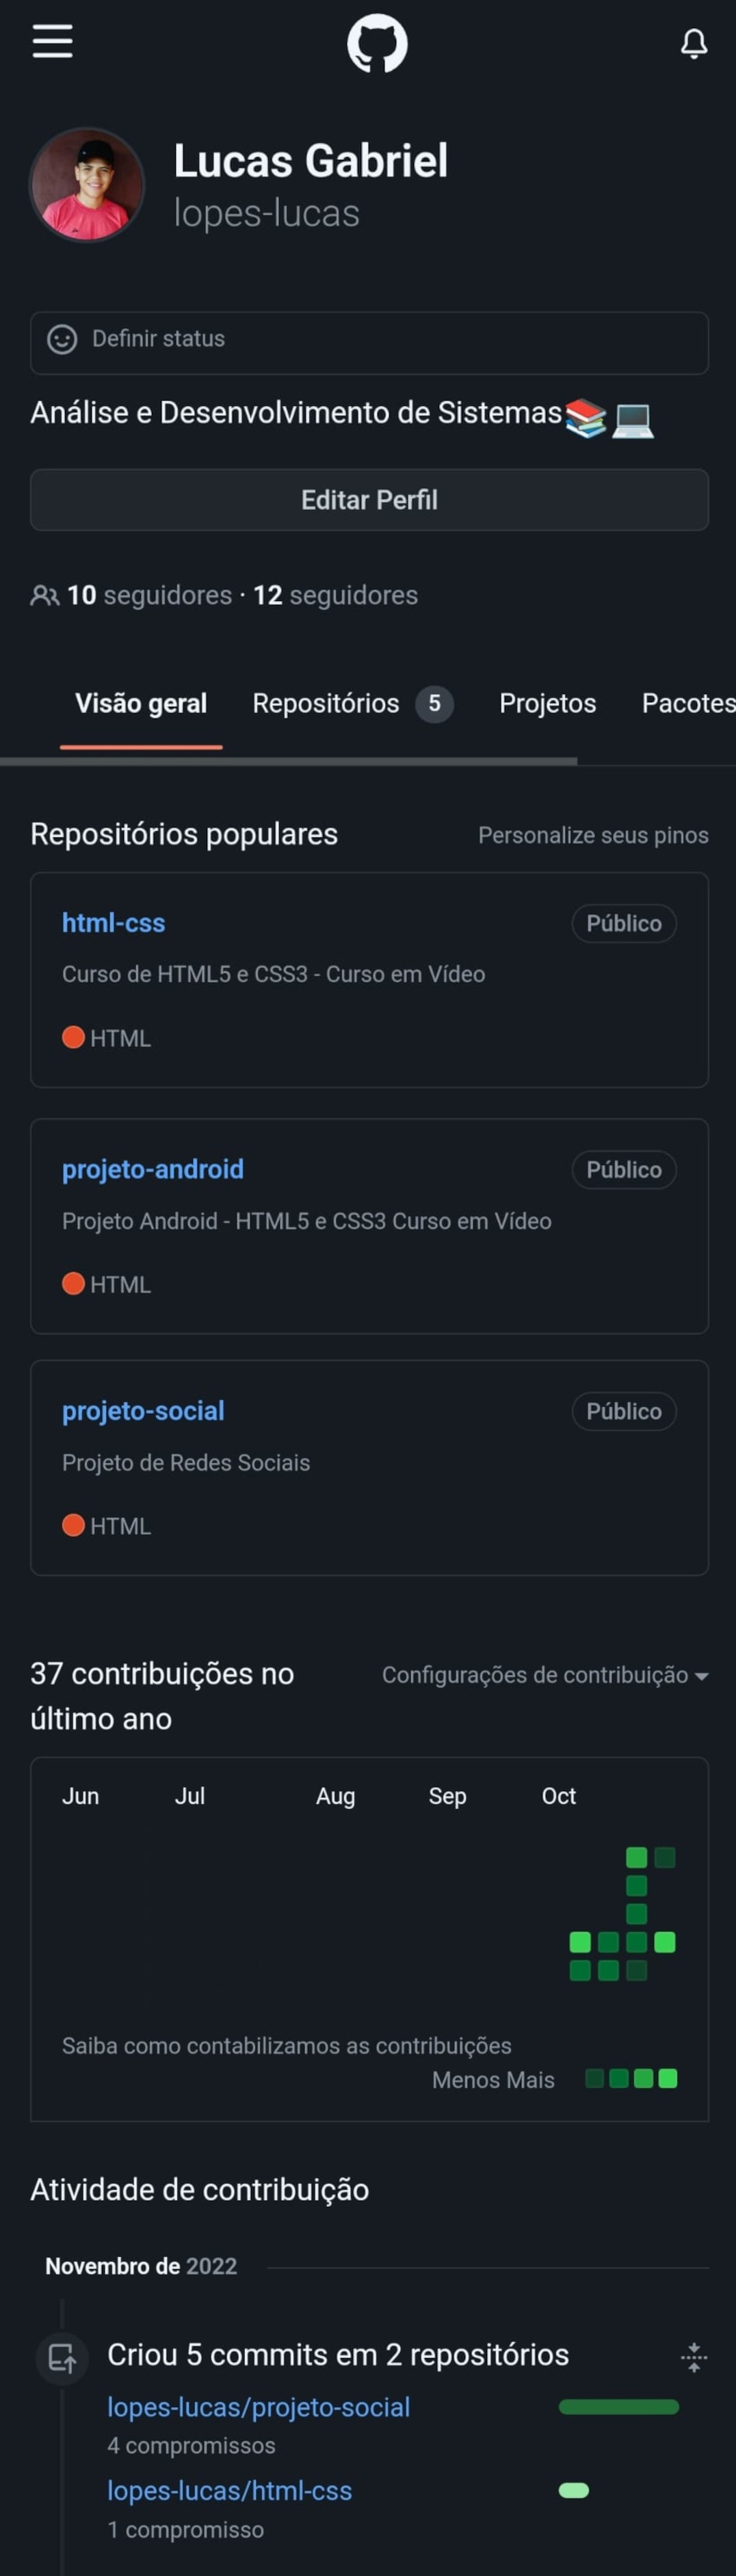 Lucas Gabriel
lopes-lucas
Definir status
Análise e Desenvolvimento de Sistemas📚💻
Editar Perfil
10 seguidores · 12 seguidores
Visão geral Repositórios 5 Projetos Pacotes
Repositórios populares Personalize seus pinos
html-css Público
Curso de HTML5 e CSS3 - Curso em Vídeo
HTML
projeto-android Público
Projeto Android - HTML5 e CSS3 Curso em Vídeo
HTML
projeto-social Público
Projeto de Redes Sociais
HTML
37 contribuições no Configurações de contribuição
último ano
Jun Jul Aug Sep Oct
Saiba como contabilizamos as contribuições
Menos Mais
Atividade de contribuição
Novembro de 2022
Criou 5 commits em 2 repositórios
lopes-lucas/projeto-social
4 compromissos
lopes-lucas/html-css
1 compromisso